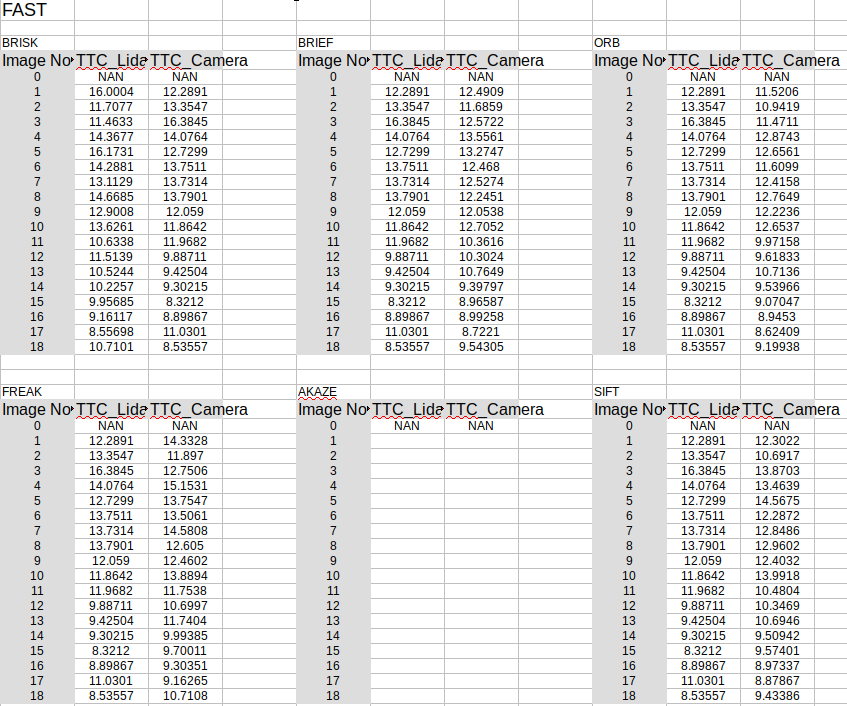 FAST
BRISK BRIEF ORB
Image No TTC_Lida TTC_Camera Image No TTC_Lida TTC_Camera Image No TTC_Lida TTC_Camera
0 NAN NAN 0 NAN NAN 0 NAN NAN
1 16.0004 12.2891 1 12.2891 12.4909 1 12.2891 11.5206
2 11.7077 13.3547 2 13.3547 11.6859 2 13.3547 10.9419
3 11.4633 16.3845 3 16.3845 12.5722 3 16.3845 11.4711
4 14.3677 14.0764 4 14.0764 13.5561 4 14.0764 12.8743
5 16.1731 12.7299 5 12.7299 13.2747 5 12.7299 12.6561
6 14.2881 13.7511 6 13.7511 12.468 6 13.7511 11.6099
7 13.1129 13.7314 7 13.7314 12.5274 7 13.7314 12.4158
8 14.6685 13.7901 8 13.7901 12.2451 8 13.7901 12.7649
9 12.9008 12.059 9 12.059 12.0538 9 12.059 12.2236
10 13.6261 11.8642 10 11.8642 12.7052 10 11.8642 12.6537
11 10.6338 11.9682 11 11.9682 10.3616 11 11.9682 9.97158
12 11.5139 9.88711 12 9.88711 10.3024 12 9.88711 9.61833
13 10.5244 9.42504 13 9.42504 10.7649 13 9.42504 10.7136
14 10.2257 9.30215 14 9.30215 9.39797 14 9.30215 9.53966
15 9.95685 8.3212 15 8.3212 8.96587 15 8.3212 9.07047
16 9.16117 8.89867 16 8.89867 8.99258 16 8.89867 8.9453
17 8.55698 11.0301 17 11.0301 8.7221 17 11.0301 8.62409
18 10.7101 8.53557 18 8.53557 9.54305 18 8.53557 9.19938
FREAK AKAZE SIFT
Image No TTC_Lida TTC_Camera Image No TTC_Lida TTC_Camera Image No TTC_Lida TTC_Camera
0 NAN NAN 0 NAN NAN 0 NAN NAN
1 12.2891 14.3328 1 1 12.2891 12.3022
2 13.3547 11.897 2 2 13.3547 10.6917
3 16.3845 12.7506 3 3 16.3845 13.8703
4 14.0764 15.1531 4 4 14.0764 13.4639
5 12.7299 13.7547 5 5 12.7299 14.5675
6 13.7511 13.5061 6 6 13.7511 12.2872
7 13.7314 14.5808 7 7 13.7314 12.8486
8 13.7901 12.605 8 8 13.7901 12.9602
9 12.059 12.4602 9 9 12.059 12.4032
10 11.8642 13.8894 10 10 11.8642 13.9918
11 11.9682 11.7538 11 11 11.9682 10.4804
12 9.88711 10.6997 12 12 9.88711 10.3469
13 9.42504 11.7404 13 13 9.42504 10.6946
14 9.30215 9.99385 14 14 9.30215 9.50942
15 8.3212 9.70011 15 15 8.3212 9.57401
16 8.89867 9.30351 16 16 8.89867 8.97337
17 11.0301 9.16265 17 17 11.0301 8.87867
18 8.53557 10.7108 18 18 8.53557 9.43386